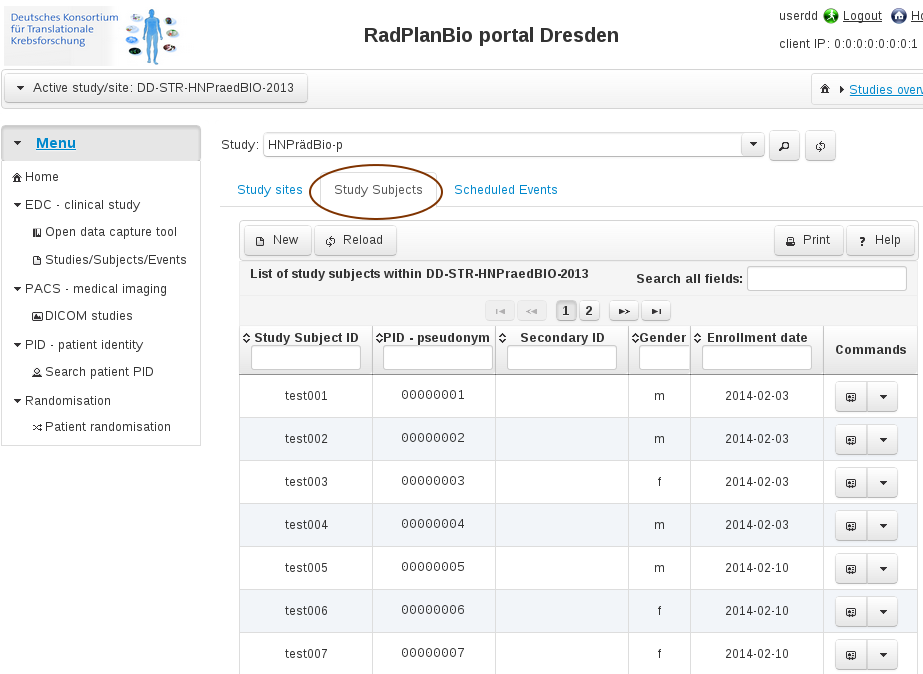 Deutsches Konsortium
für Translationale
Krebsforschung
RadPlanBio portal Dresden
userdd Logout
client IP: 0:0:0:0:0:0:0:1
Active study/site: DD-STR-HNPraedBIO-2013
Studies
Menu
Home
EDC - clinical study
Open data capture tool
Studies/Subjects/Events
PACS - medical imaging
DICOM studies
PID - patient identity
Search patient PID
Randomisation
Patient randomisation
Study: HNPrädBio-p
Study sites Study Subjects Scheduled Events
New Reload Print ? Help
List of study subjects within DD-STR-HNPraedBIO-2013 Search all fields:
1 2
Study Subject ID PID - pseudonym Secondary ID Gender Enrollment date Commands
test001 00000001 m 2014-02-03
test002 00000002 m 2014-02-03
test003 00000003 f 2014-02-03
test004 00000004 m 2014-02-03
test005 00000005 m 2014-02-10
test006 00000006 f 2014-02-10
test007 00000007 f 2014-02-10